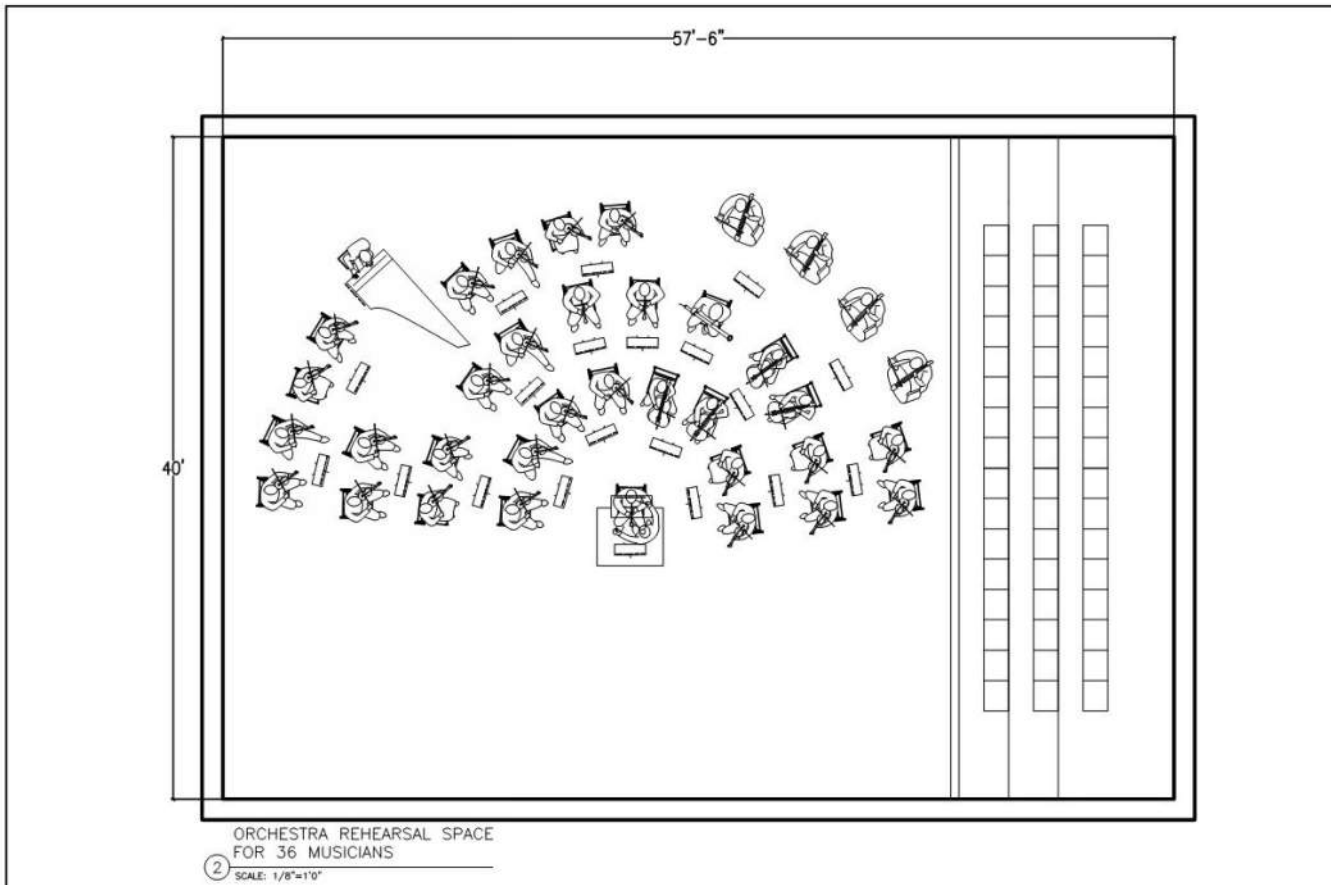 57'-6"
40'
ORCHESTRA REHEARSAL SPACE
FOR 36 MUSICIANS
2
SCALE: 1/8"=1'0"